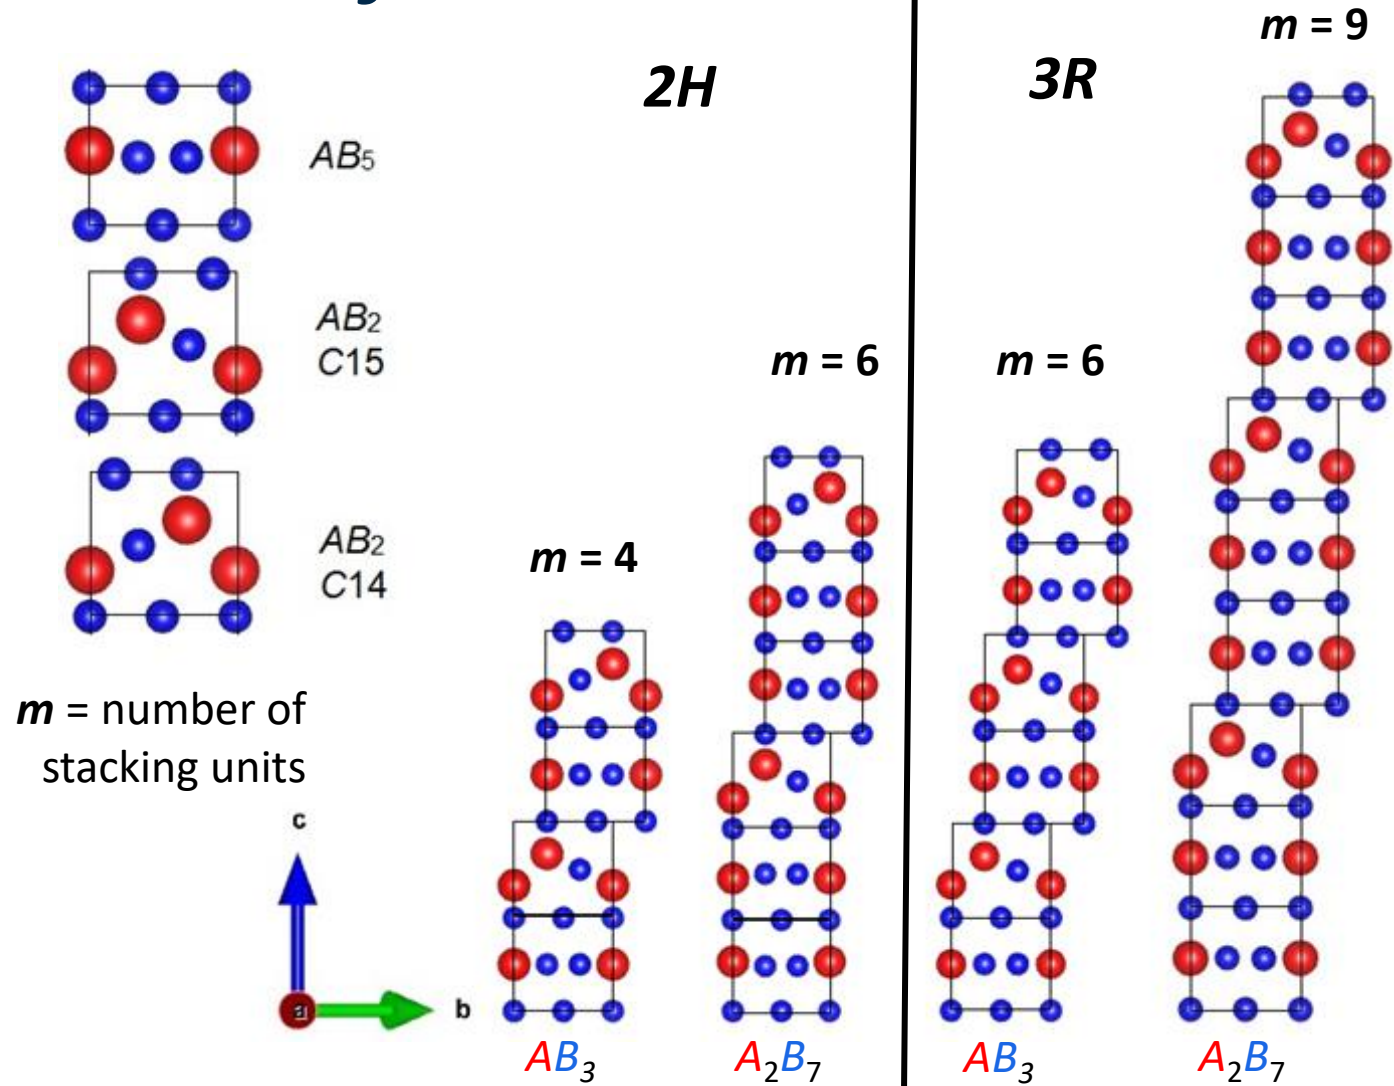 AB5
AB2
C15
AB2
C14
m = number of
stacking units
c
a
b
2H
m = 4
m = 6
AB3
A2B7
3R
m = 6
m = 9
AB3
A2B7